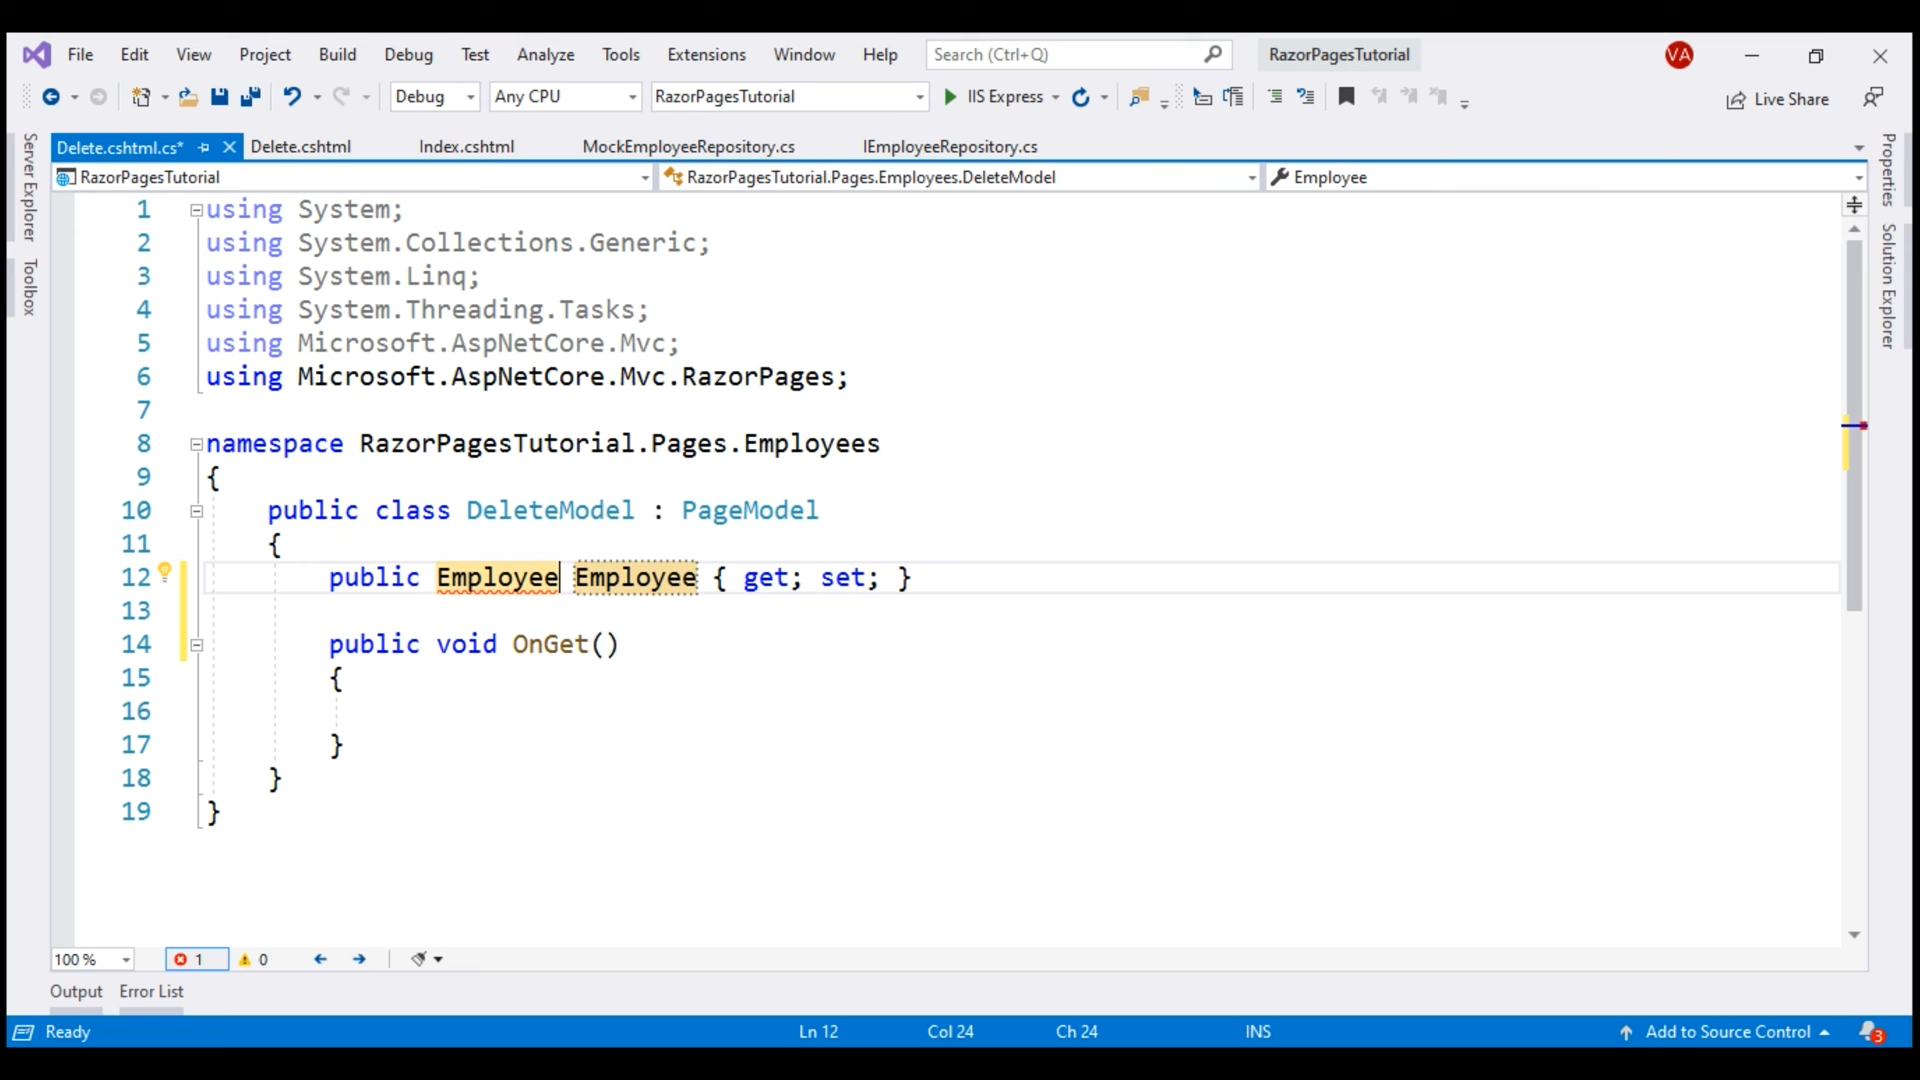 File Edit View Project Build Debug Test Analyze Tools Extensions Window Help Search (Ctrl+Q) RazorPagesTutorial VA
Debug Any CPU RazorPagesTutorial IIS Express Live Share
Delete.cshtml.cs* Delete.cshtml Index.cshtml MockEmployeeRepository.cs IEmployeeRepository.cs
RazorPagesTutorial RazorPagesTutorial.Pages.Employees.DeleteModel Employee
Server Explorer
Toolbox
Properties
Solution Explorer
1 using System;
2 using System.Collections.Generic;
3 using System.Linq;
4 using System.Threading.Tasks;
5 using Microsoft.AspNetCore.Mvc;
6 using Microsoft.AspNetCore.Mvc.RazorPages;
7
8 namespace RazorPagesTutorial.Pages.Employees
9 {
10 public class DeleteModel : PageModel
11 {
12 public Employee Employee { get; set; }
13
14 public void OnGet()
15 {
16
17 }
18 }
19 }
100 % 1 0
Output Error List
Ready Ln 12 Col 24 Ch 24 INS Add to Source Control 3